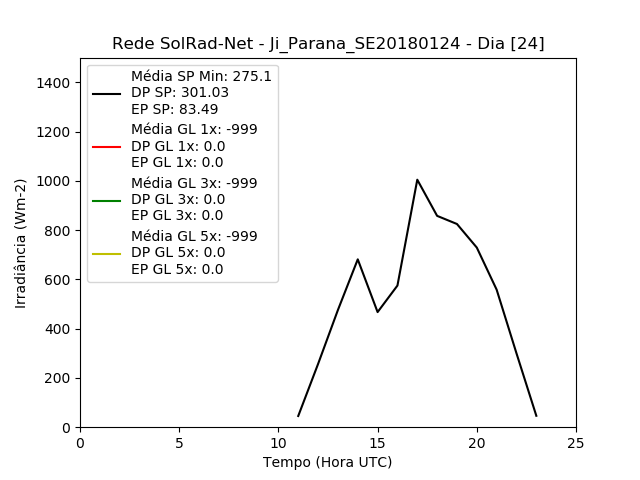 Rede SolRad-Net - Ji_Parana_SE20180124 - Dia [24]
Média SP Min: 275.1
DP SP: 301.03
EP SP: 83.49
Média GL 1x: -999
DP GL 1x: 0.0
EP GL 1x: 0.0
Média GL 3x: -999
DP GL 3x: 0.0
EP GL 3x: 0.0
Média GL 5x: -999
DP GL 5x: 0.0
EP GL 5x: 0.0
Irradiância (Wm-2)
1400
1200
1000
800
600
400
200
0
0 5 10 15 20 25
Tempo (Hora UTC)